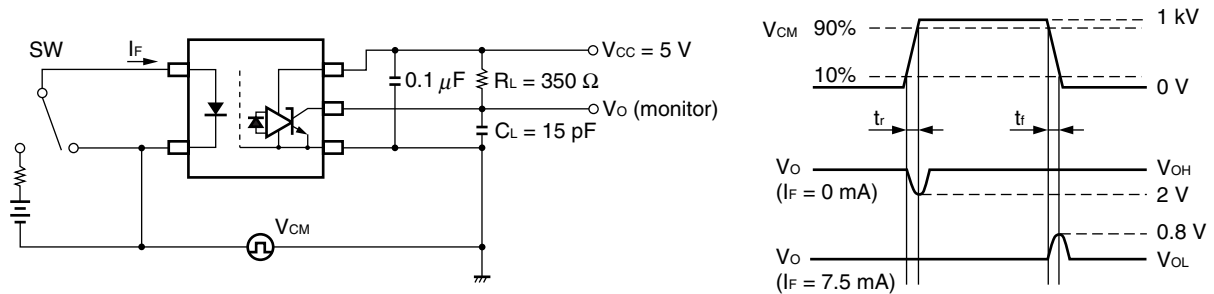 SW
IF
VCC = 5 V
0.1 μF
RL = 350 Ω
VO (monitor)
CL = 15 pF
VCM
VCM 90%
1 kV
10%
0 V
tr
tf
VO
(IF = 0 mA)
VOH
2 V
0.8 V
VO
(IF = 7.5 mA)
VOL